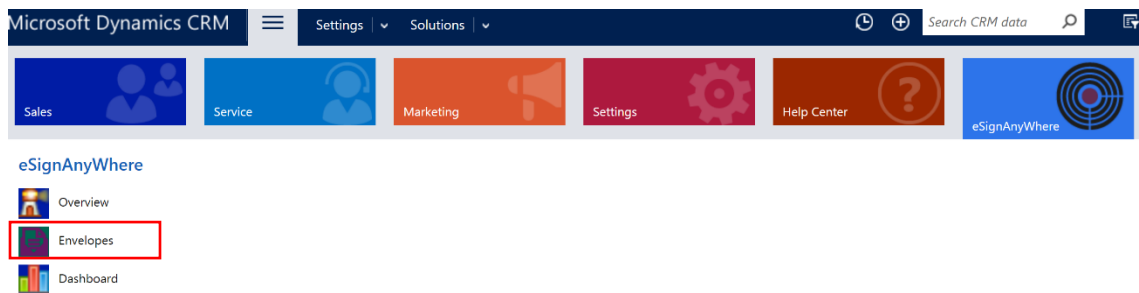 Microsoft Dynamics CRM Settings Solutions Search CRM data
Sales Service Marketing Settings Help Center eSignAnyWhere
eSignAnyWhere
Overview
Envelopes
Dashboard